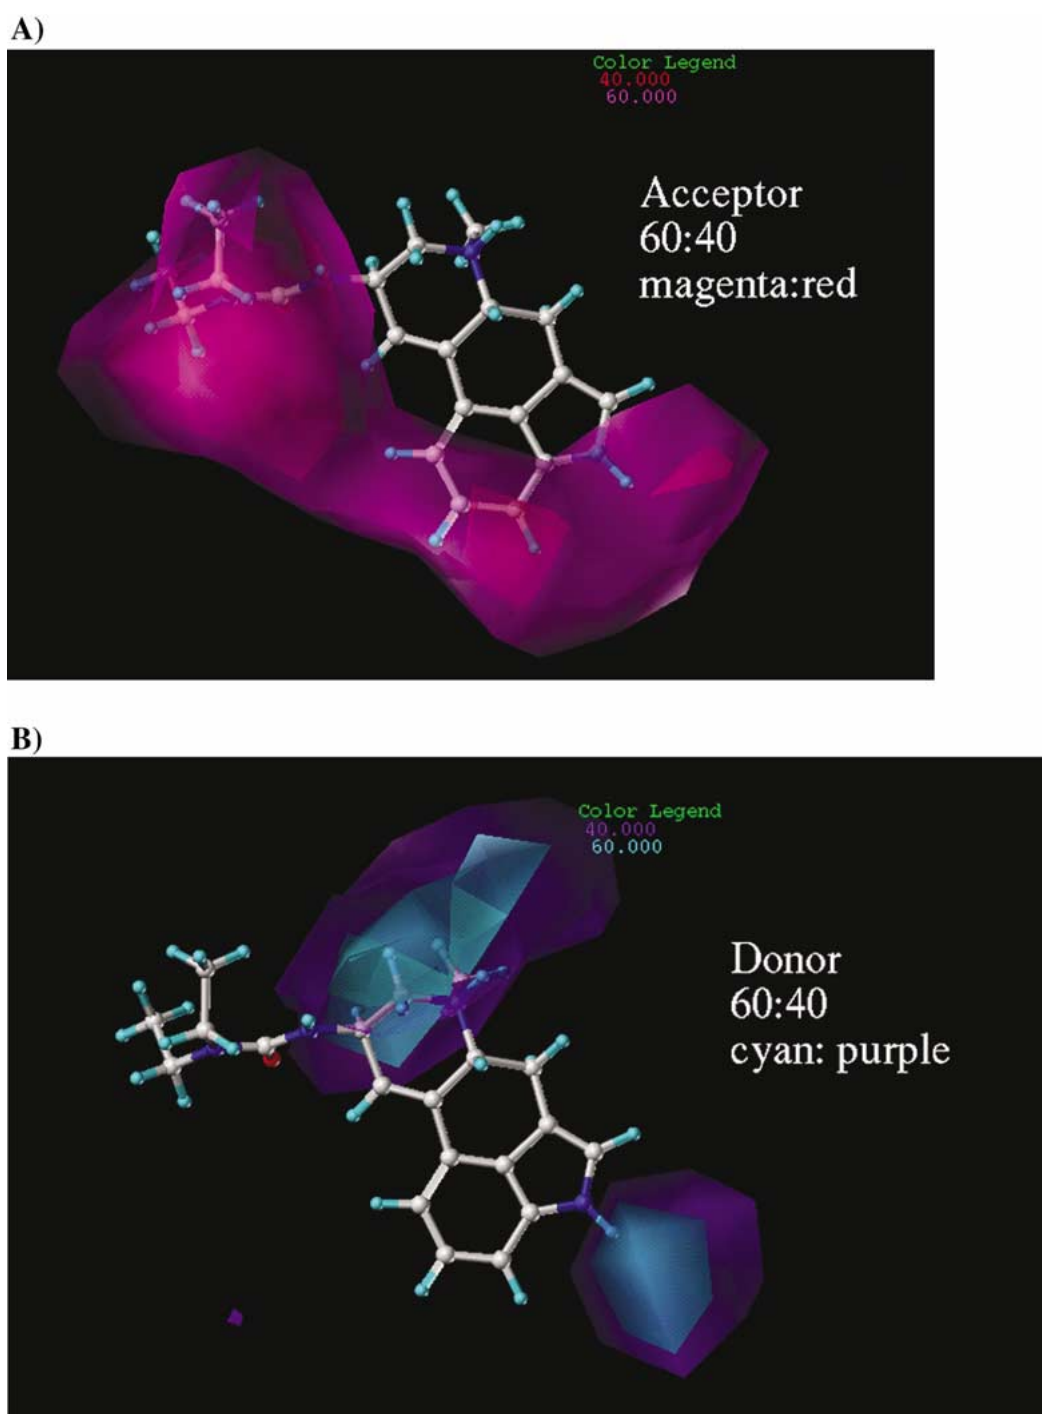 A)
Color Legend
40.000
60.000
Acceptor
60:40
magenta:red
B)
Color Legend
40.000
60.000
Donor
60:40
cyan: purple